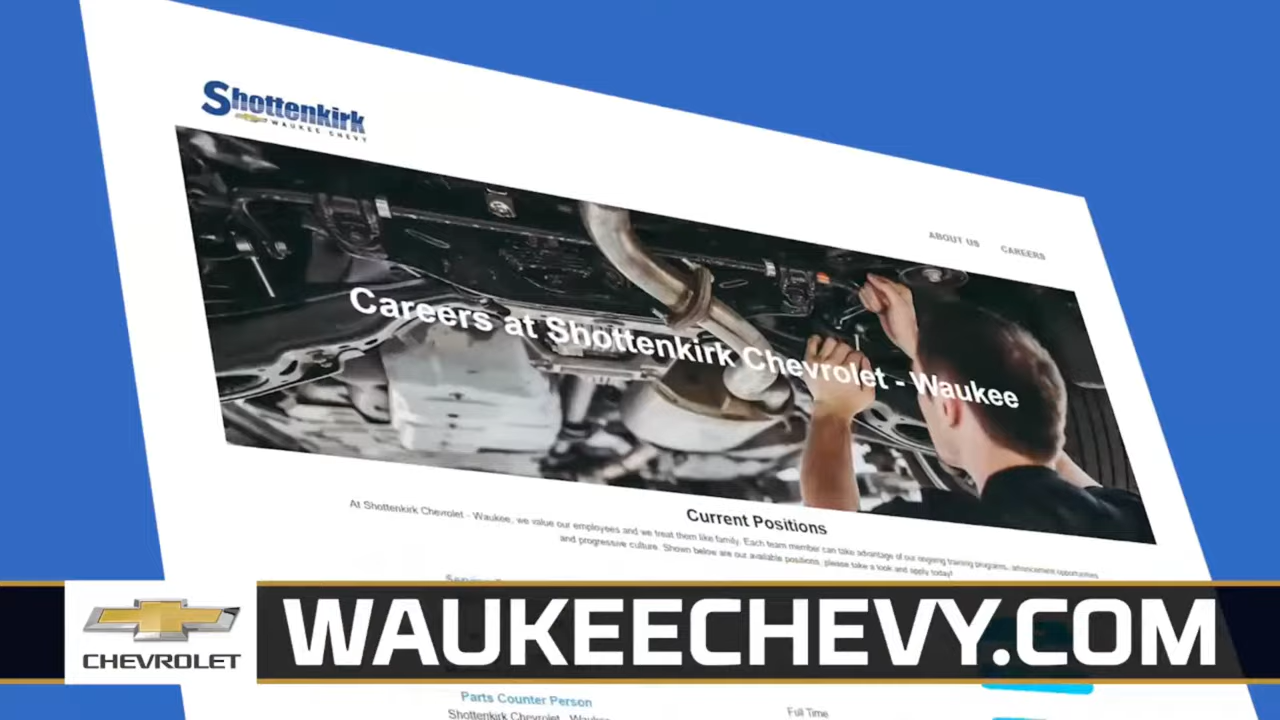 Shottenkirk
WAUKEE CHEVY
ABOUT US CAREERS
Careers at Shottenkirk Chevrolet - Waukee
Current Positions
At Shottenkirk Chevrolet - Waukee, we value our employees and we treat them like family. Each team member can take advantage of our ongoing training programs, advancement opportunities
and progressive culture. Shown below are our available positions, please take a look and apply today!
CHEVROLET
WAUKEECHEVY.COM
Parts Counter Person
Shottenkirk Chevrolet - Waukee
Full Time